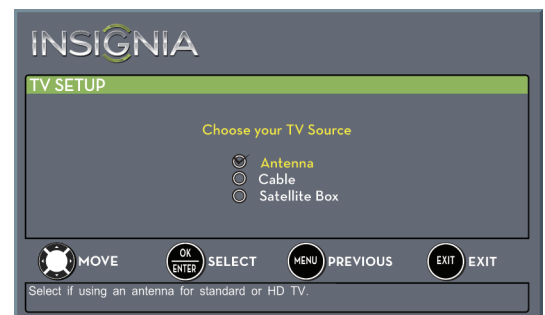 INSIGNIA
TV SETUP
Choose your TV Source
Antenna
Cable
Satellite Box
MOVE OK ENTER SELECT MENU PREVIOUS EXIT EXIT
Select if using an antenna for standard or HD TV.